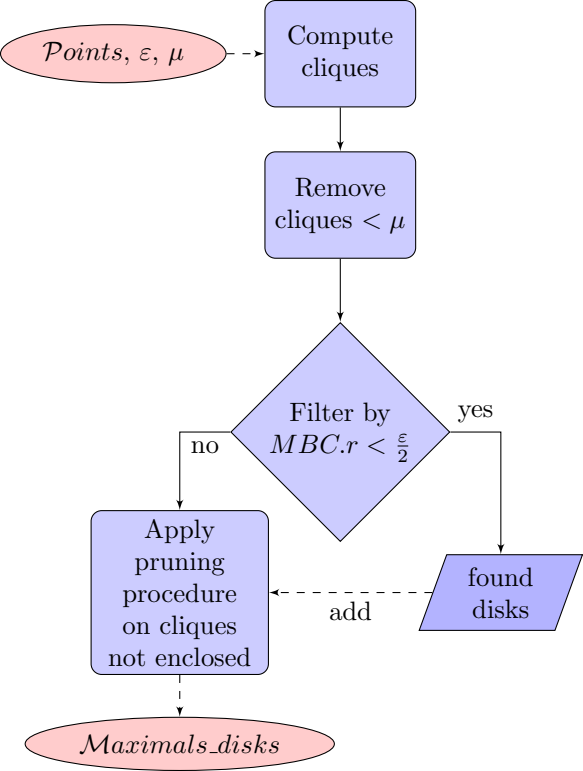 𝒫oints, ε, μ
Compute
cliques
Remove
cliques < μ
Filter by
MBC.r < ε/2
yes
no
Apply
pruning
procedure
on cliques
not enclosed
found
disks
add
ℳaximals_disks